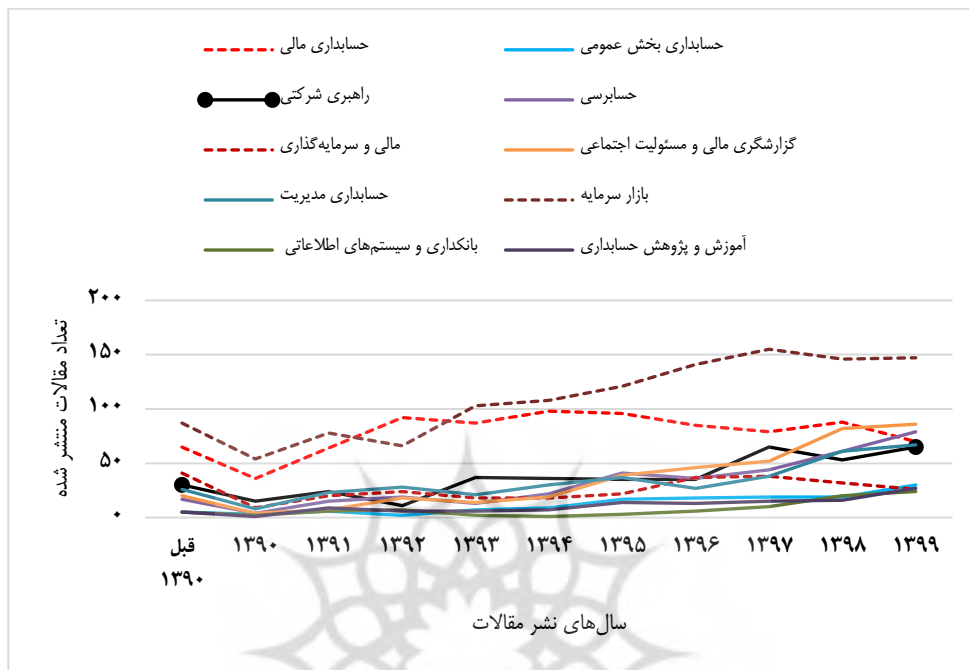 حسابداری مالی
حسابداری بخش عمومی
راهبری شرکتی
حسابرسی
مالی و سرمایه‌گذاری
گزارشگری مالی و مسئولیت اجتماعی
حسابداری مدیریت
بازار سرمایه
بانکداری و سیستم‌های اطلاعاتی
آموزش و پژوهش حسابداری
۲۰۰
۱۵۰
۱۰۰
۵۰
۰
تعداد مقالات منتشر شده
قبل ۱۳۹۰ ۱۳۹۱ ۱۳۹۲ ۱۳۹۳ ۱۳۹۴ ۱۳۹۵ ۱۳۹۶ ۱۳۹۷ ۱۳۹۸ ۱۳۹۹
۱۳۹۰
سال‌های نشر مقالات